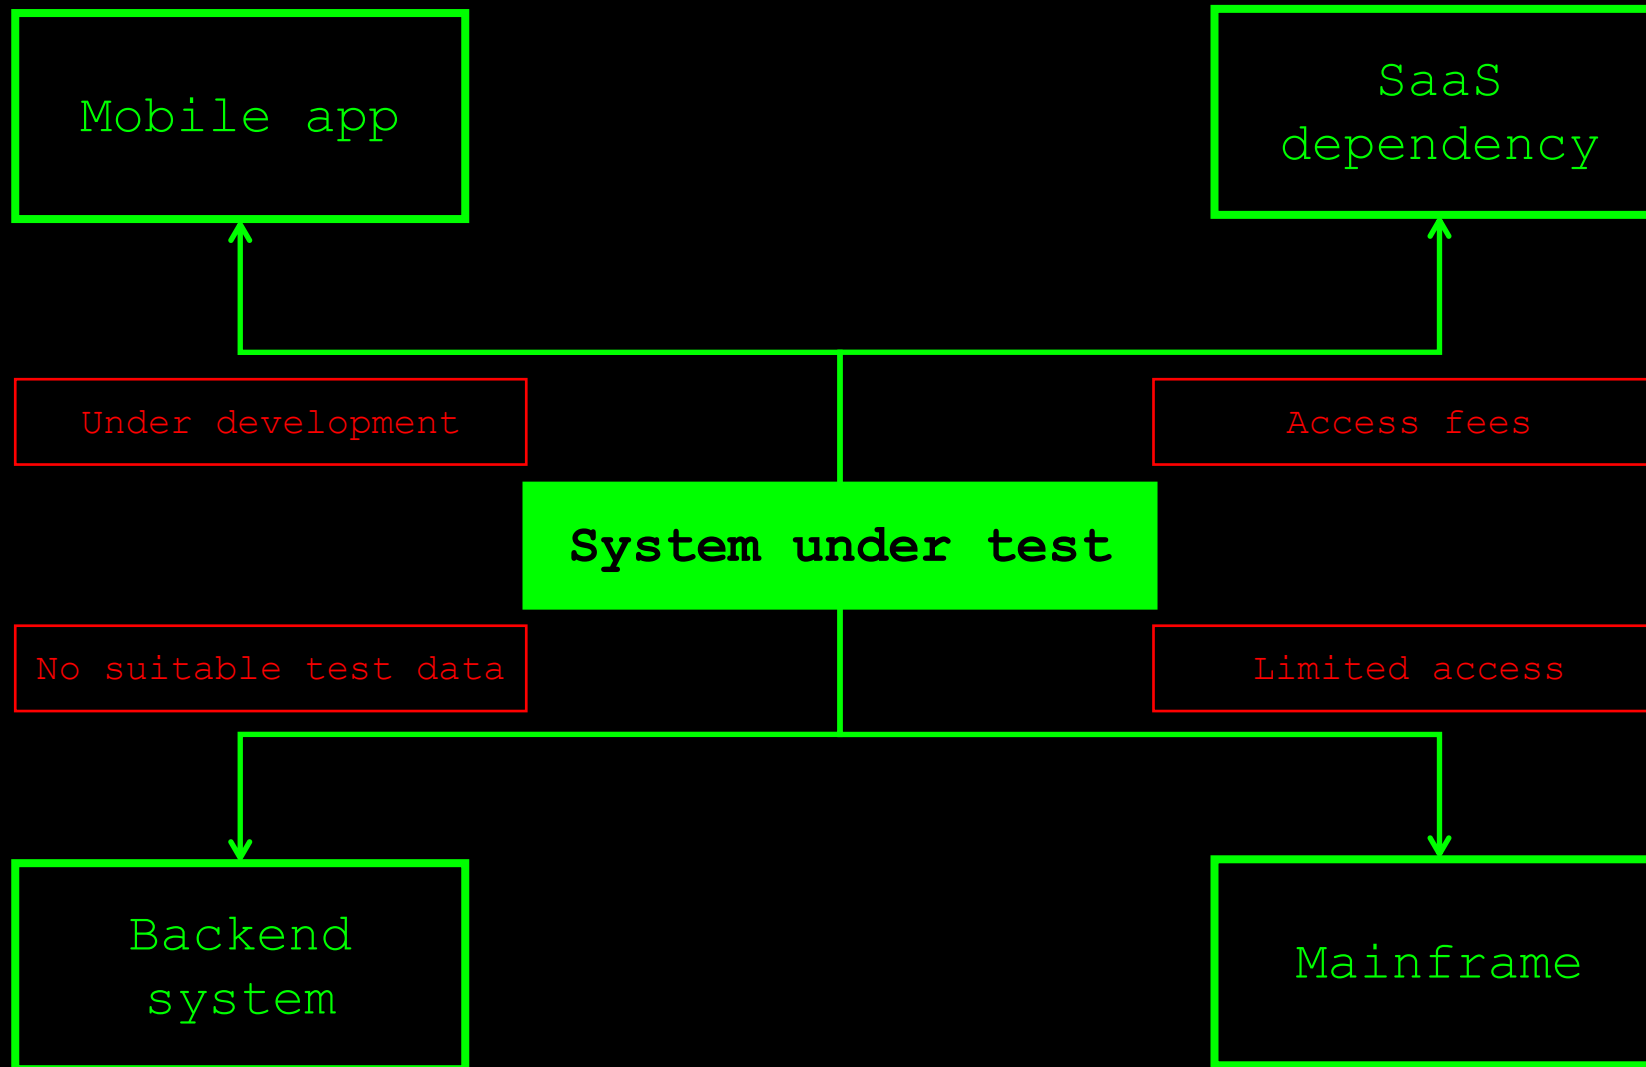 Mobile app
SaaS
dependency
Under development
Access fees
System under test
No suitable test data
Limited access
Backend
system
Mainframe